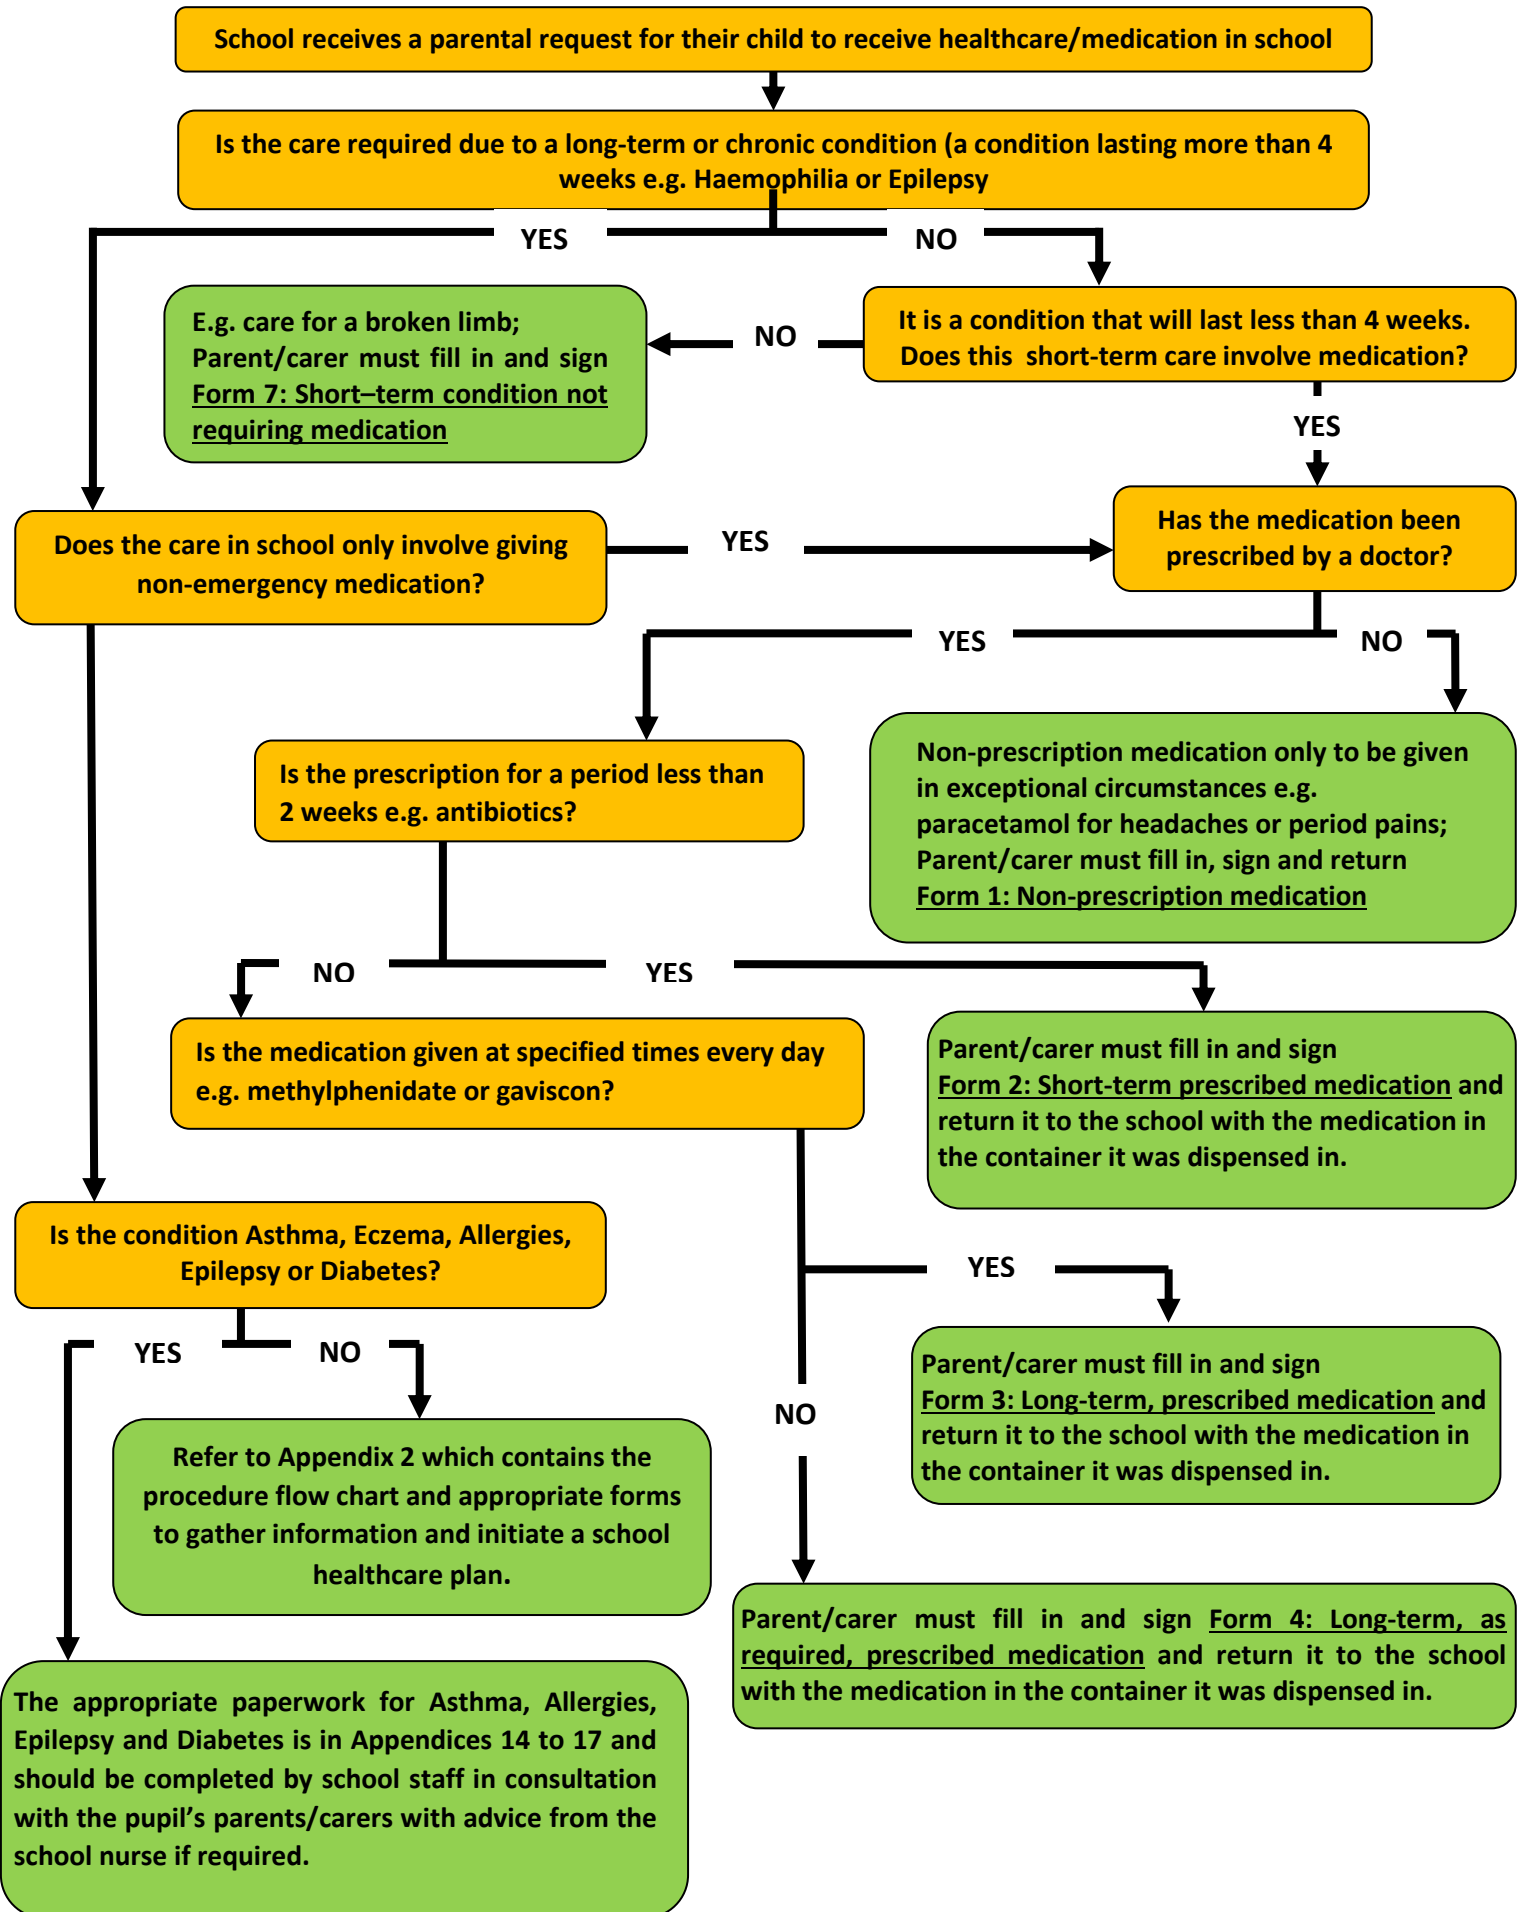 School receives a parental request for their child to receive healthcare/medication in school
Is the care required due to a long-term or chronic condition (a condition lasting more than 4
weeks e.g. Haemophilia or Epilepsy
YES
NO
E.g. care for a broken limb;
Parent/carer must fill in and sign
Form 7: Short–term condition not
requiring medication
NO
It is a condition that will last less than 4 weeks.
Does this short-term care involve medication?
YES
Does the care in school only involve giving
non-emergency medication?
YES
Has the medication been
prescribed by a doctor?
YES
NO
Is the prescription for a period less than
2 weeks e.g. antibiotics?
Non-prescription medication only to be given
in exceptional circumstances e.g.
paracetamol for headaches or period pains;
Parent/carer must fill in, sign and return
Form 1: Non-prescription medication
NO
YES
Is the medication given at specified times every day
e.g. methylphenidate or gaviscon?
Parent/carer must fill in and sign
Form 2: Short-term prescribed medication and
return it to the school with the medication in
the container it was dispensed in.
Is the condition Asthma, Eczema, Allergies,
Epilepsy or Diabetes?
YES
YES
NO
Parent/carer must fill in and sign
Form 3: Long-term, prescribed medication and
return it to the school with the medication in
the container it was dispensed in.
NO
Refer to Appendix 2 which contains the
procedure flow chart and appropriate forms
to gather information and initiate a school
healthcare plan.
Parent/carer must fill in and sign Form 4: Long-term, as
required, prescribed medication and return it to the school
with the medication in the container it was dispensed in.
The appropriate paperwork for Asthma, Allergies,
Epilepsy and Diabetes is in Appendices 14 to 17 and
should be completed by school staff in consultation
with the pupil’s parents/carers with advice from the
school nurse if required.